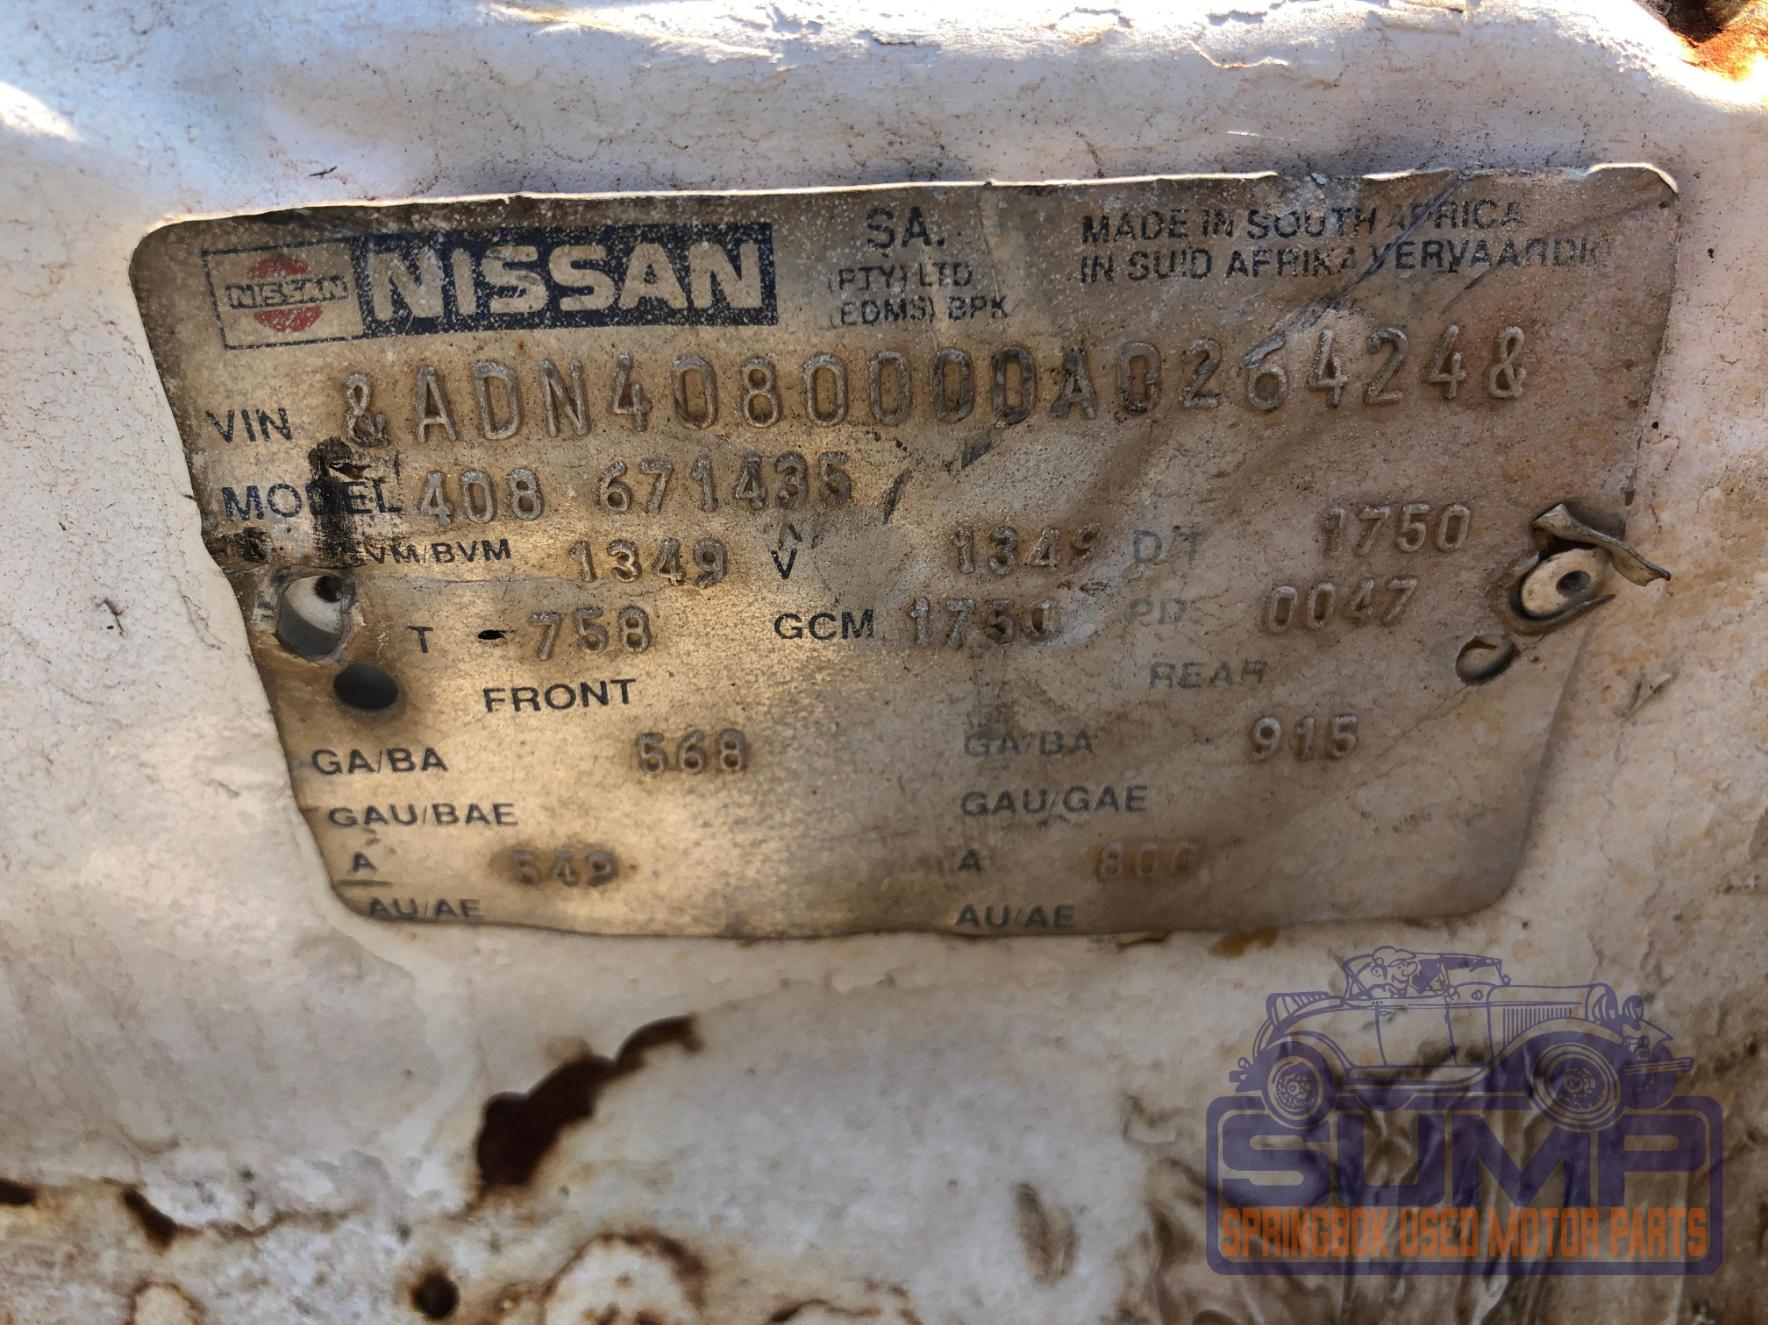 NISSAN NISSAN SA. MADE IN SOUTH AFRICA
(PTY) LTD IN SUID AFRIKA VERVAARDIG
(EDMS) BPK
VIN &ADN4080000A026424&
MODEL 408 671435
VM/BVM 1349 V 1349 D/T 1750
T -758 GCM 1750 PD. 0047
FRONT REAR
GA/BA 568 GA/BA 915
GAU/BAE GAU/GAE
A 549 A 800
AU/AE AU/AE
SUMP
SPRINGBOK USED MOTOR PARTS